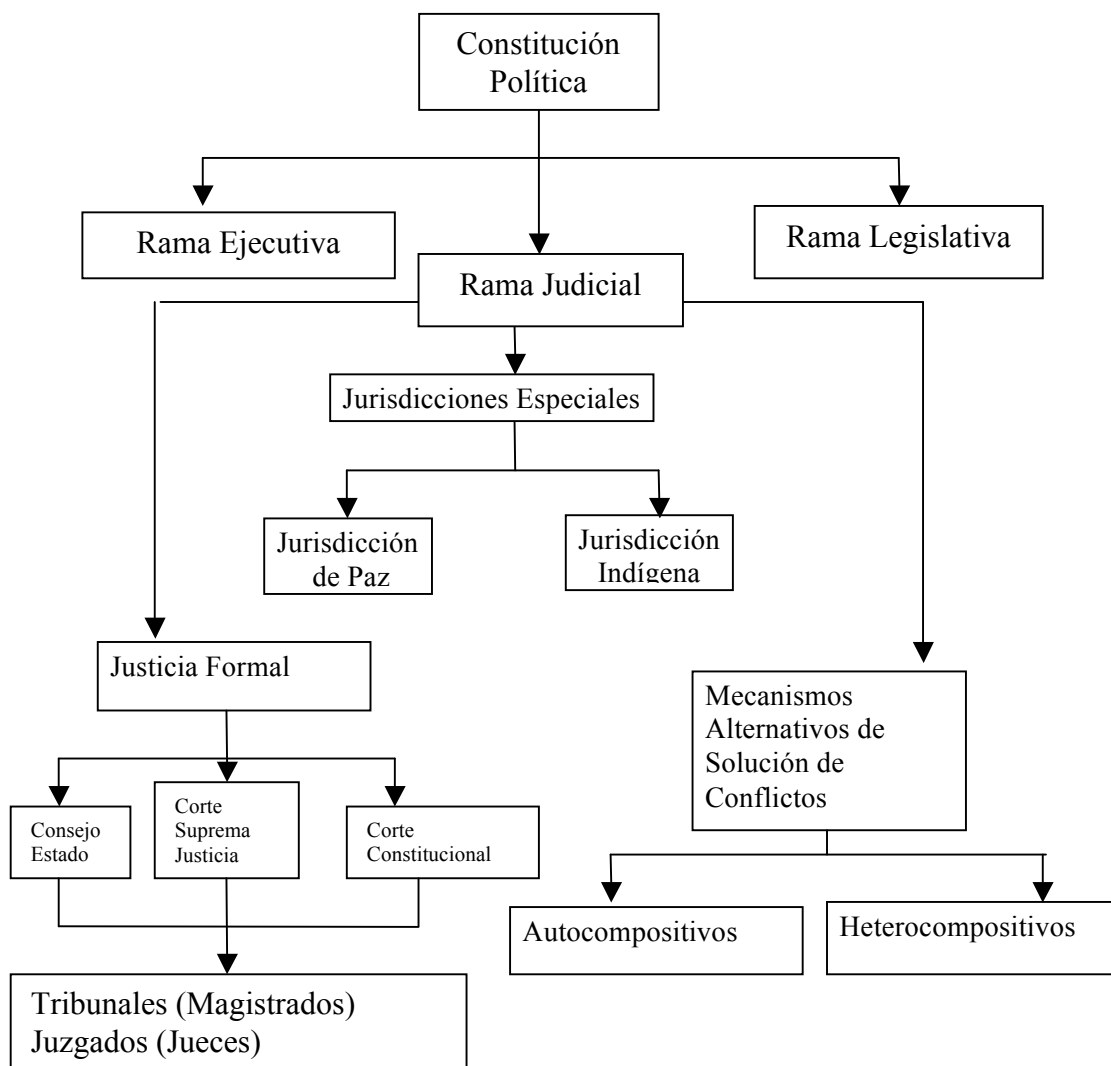 Constitución
Política
Rama Ejecutiva
Rama Legislativa
Rama Judicial
Jurisdicciones Especiales
Jurisdicción
de Paz
Jurisdicción
Indígena
Justicia Formal
Mecanismos
Alternativos de
Solución de
Conflictos
Consejo
Estado
Corte
Suprema
Justicia
Corte
Constitucional
Autocompositivos
Heterocompositivos
Tribunales (Magistrados)
Juzgados (Jueces)